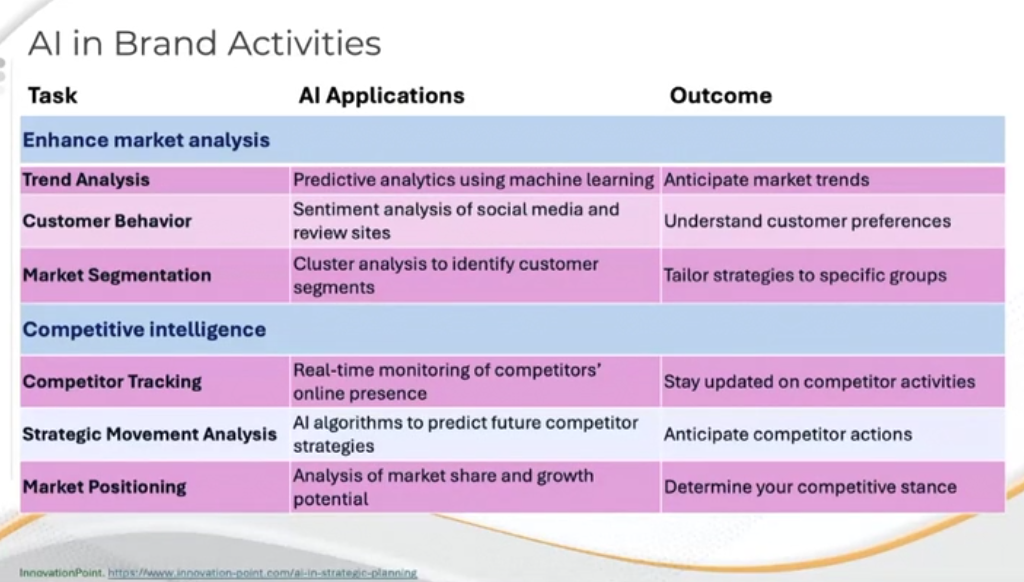 AI in Brand Activities
Task AI Applications Outcome
Enhance market analysis
Trend Analysis Predictive analytics using machine learning Anticipate market trends
Customer Behavior Sentiment analysis of social media and
review sites Understand customer preferences
Market Segmentation Cluster analysis to identify customer
segments Tailor strategies to specific groups
Competitive intelligence
Competitor Tracking Real-time monitoring of competitors’
online presence Stay updated on competitor activities
Strategic Movement Analysis AI algorithms to predict future competitor
strategies Anticipate competitor actions
Market Positioning Analysis of market share and growth
potential Determine your competitive stance
InnovationPoint. https://www.innovation-point.com/ai-in-strategic-planning